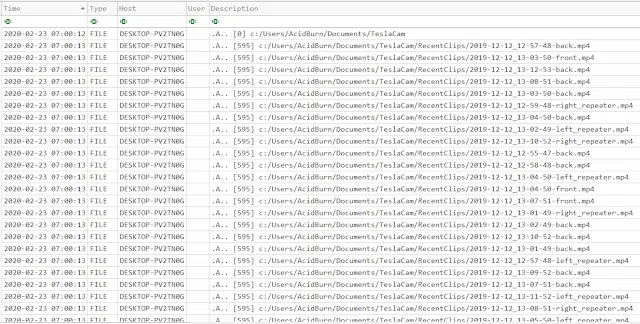 Time Type Host User Description
2020-02-23 07:00:12 FILE DESKTOP-PV2TN0G .A.. [0] c:/Users/AcidBurn/Documents/TeslaCam
2020-02-23 07:00:13 FILE DESKTOP-PV2TN0G .A.. [595] c:/Users/AcidBurn/Documents/TeslaCam/RecentClips/2019-12-12_12-57-48-back.mp4
2020-02-23 07:00:13 FILE DESKTOP-PV2TN0G .A.. [595] c:/Users/AcidBurn/Documents/TeslaCam/RecentClips/2019-12-12_13-03-50-front.mp4
2020-02-23 07:00:13 FILE DESKTOP-PV2TN0G .A.. [595] c:/Users/AcidBurn/Documents/TeslaCam/RecentClips/2019-12-12_13-12-53-back.mp4
2020-02-23 07:00:13 FILE DESKTOP-PV2TN0G .A.. [595] c:/Users/AcidBurn/Documents/TeslaCam/RecentClips/2019-12-12_13-08-51-back.mp4
2020-02-23 07:00:13 FILE DESKTOP-PV2TN0G .A.. [595] c:/Users/AcidBurn/Documents/TeslaCam/RecentClips/2019-12-12_13-03-50-back.mp4
2020-02-23 07:00:13 FILE DESKTOP-PV2TN0G .A.. [595] c:/Users/AcidBurn/Documents/TeslaCam/RecentClips/2019-12-12_12-59-48-right_repeater.mp4
2020-02-23 07:00:13 FILE DESKTOP-PV2TN0G .A.. [595] c:/Users/AcidBurn/Documents/TeslaCam/RecentClips/2019-12-12_13-04-50-back.mp4
2020-02-23 07:00:13 FILE DESKTOP-PV2TN0G .A.. [595] c:/Users/AcidBurn/Documents/TeslaCam/RecentClips/2019-12-12_13-02-49-left_repeater.mp4
2020-02-23 07:00:13 FILE DESKTOP-PV2TN0G .A.. [595] c:/Users/AcidBurn/Documents/TeslaCam/RecentClips/2019-12-12_13-10-52-right_repeater.mp4
2020-02-23 07:00:13 FILE DESKTOP-PV2TN0G .A.. [595] c:/Users/AcidBurn/Documents/TeslaCam/RecentClips/2019-12-12_12-55-47-back.mp4
2020-02-23 07:00:13 FILE DESKTOP-PV2TN0G .A.. [595] c:/Users/AcidBurn/Documents/TeslaCam/RecentClips/2019-12-12_12-58-48-back.mp4
2020-02-23 07:00:13 FILE DESKTOP-PV2TN0G .A.. [595] c:/Users/AcidBurn/Documents/TeslaCam/RecentClips/2019-12-12_13-04-50-left_repeater.mp4
2020-02-23 07:00:13 FILE DESKTOP-PV2TN0G .A.. [595] c:/Users/AcidBurn/Documents/TeslaCam/RecentClips/2019-12-12_13-04-50-front.mp4
2020-02-23 07:00:13 FILE DESKTOP-PV2TN0G .A.. [595] c:/Users/AcidBurn/Documents/TeslaCam/RecentClips/2019-12-12_13-07-51-front.mp4
2020-02-23 07:00:13 FILE DESKTOP-PV2TN0G .A.. [595] c:/Users/AcidBurn/Documents/TeslaCam/RecentClips/2019-12-12_13-01-49-right_repeater.mp4
2020-02-23 07:00:13 FILE DESKTOP-PV2TN0G .A.. [595] c:/Users/AcidBurn/Documents/TeslaCam/RecentClips/2019-12-12_13-02-49-back.mp4
2020-02-23 07:00:13 FILE DESKTOP-PV2TN0G .A.. [595] c:/Users/AcidBurn/Documents/TeslaCam/RecentClips/2019-12-12_13-10-52-back.mp4
2020-02-23 07:00:13 FILE DESKTOP-PV2TN0G .A.. [595] c:/Users/AcidBurn/Documents/TeslaCam/RecentClips/2019-12-12_13-01-49-back.mp4
2020-02-23 07:00:13 FILE DESKTOP-PV2TN0G .A.. [595] c:/Users/AcidBurn/Documents/TeslaCam/RecentClips/2019-12-12_12-57-48-left_repeater.mp4
2020-02-23 07:00:13 FILE DESKTOP-PV2TN0G .A.. [595] c:/Users/AcidBurn/Documents/TeslaCam/RecentClips/2019-12-12_13-09-52-back.mp4
2020-02-23 07:00:13 FILE DESKTOP-PV2TN0G .A.. [595] c:/Users/AcidBurn/Documents/TeslaCam/RecentClips/2019-12-12_13-07-51-back.mp4
2020-02-23 07:00:13 FILE DESKTOP-PV2TN0G .A.. [595] c:/Users/AcidBurn/Documents/TeslaCam/RecentClips/2019-12-12_13-11-52-left_repeater.mp4
2020-02-23 07:00:13 FILE DESKTOP-PV2TN0G .A.. [595] c:/Users/AcidBurn/Documents/TeslaCam/RecentClips/2019-12-12_13-08-51-right_repeater.mp4
2020-02-23 07:00:13 FILE DESKTOP-PV2TN0G .A.. [595] c:/Users/AcidBurn/Documents/TeslaCam/RecentClips/2019-12-12_13-05-50-left_repeater.mp4